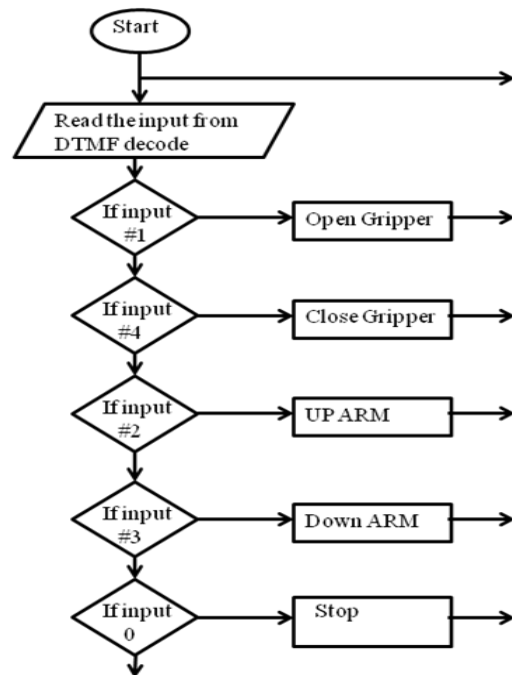 Start
Read the input from
DTMF decode
If input
#1
Open Gripper
If input
#4
Close Gripper
If input
#2
UP ARM
If input
#3
Down ARM
If input
0
Stop